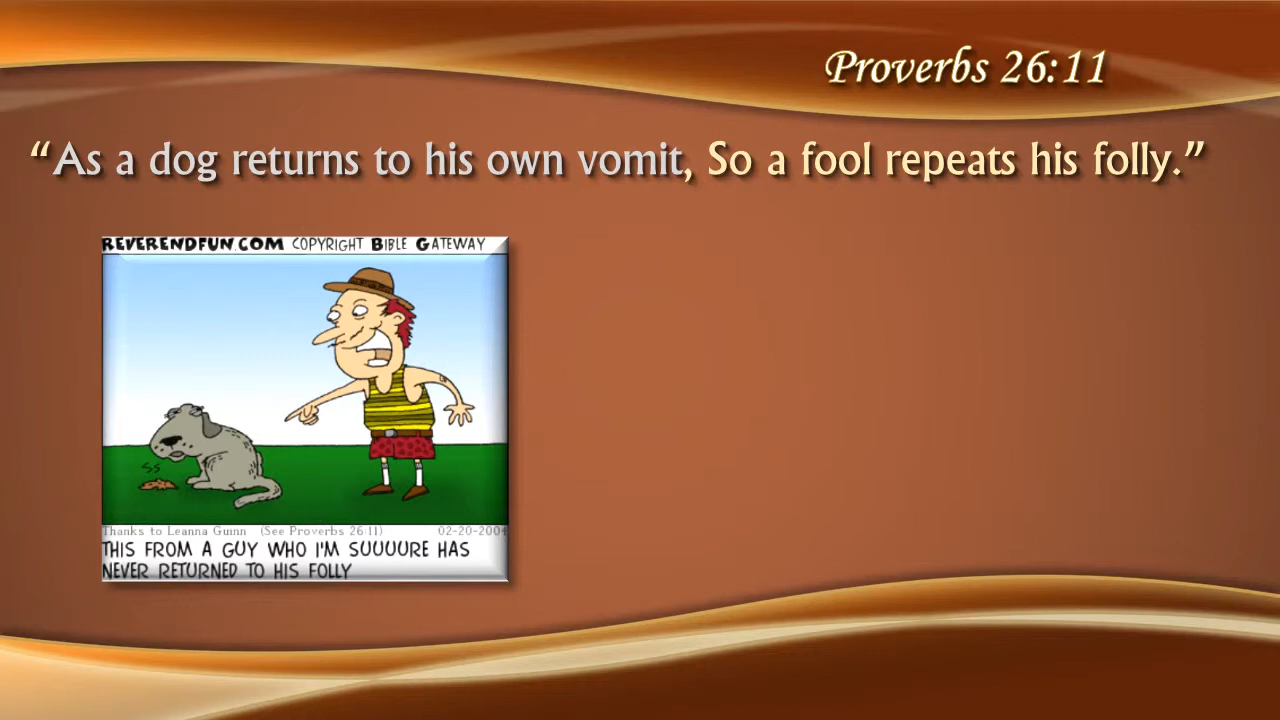 Proverbs 26:11
“As a dog returns to his own vomit, So a fool repeats his folly.”
REVERENDFUN.COM COPYRIGHT BIBLE GATEWAY
Thanks to Leanna Gunn (See Proverbs 26:11) 02-20-2004
THIS FROM A GUY WHO I'M SUUUURE HAS
NEVER RETURNED TO HIS FOLLY